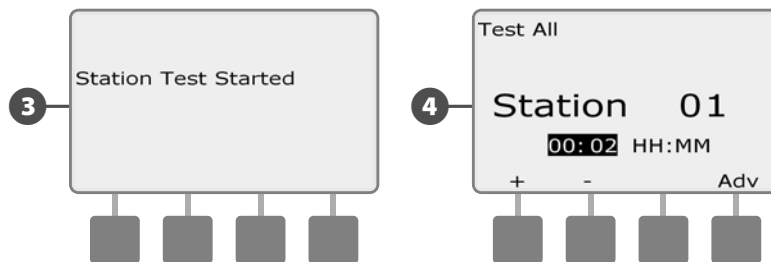 3
Station Test Started
4
Test All
Station 01
00:02 HH:MM
+ - Adv